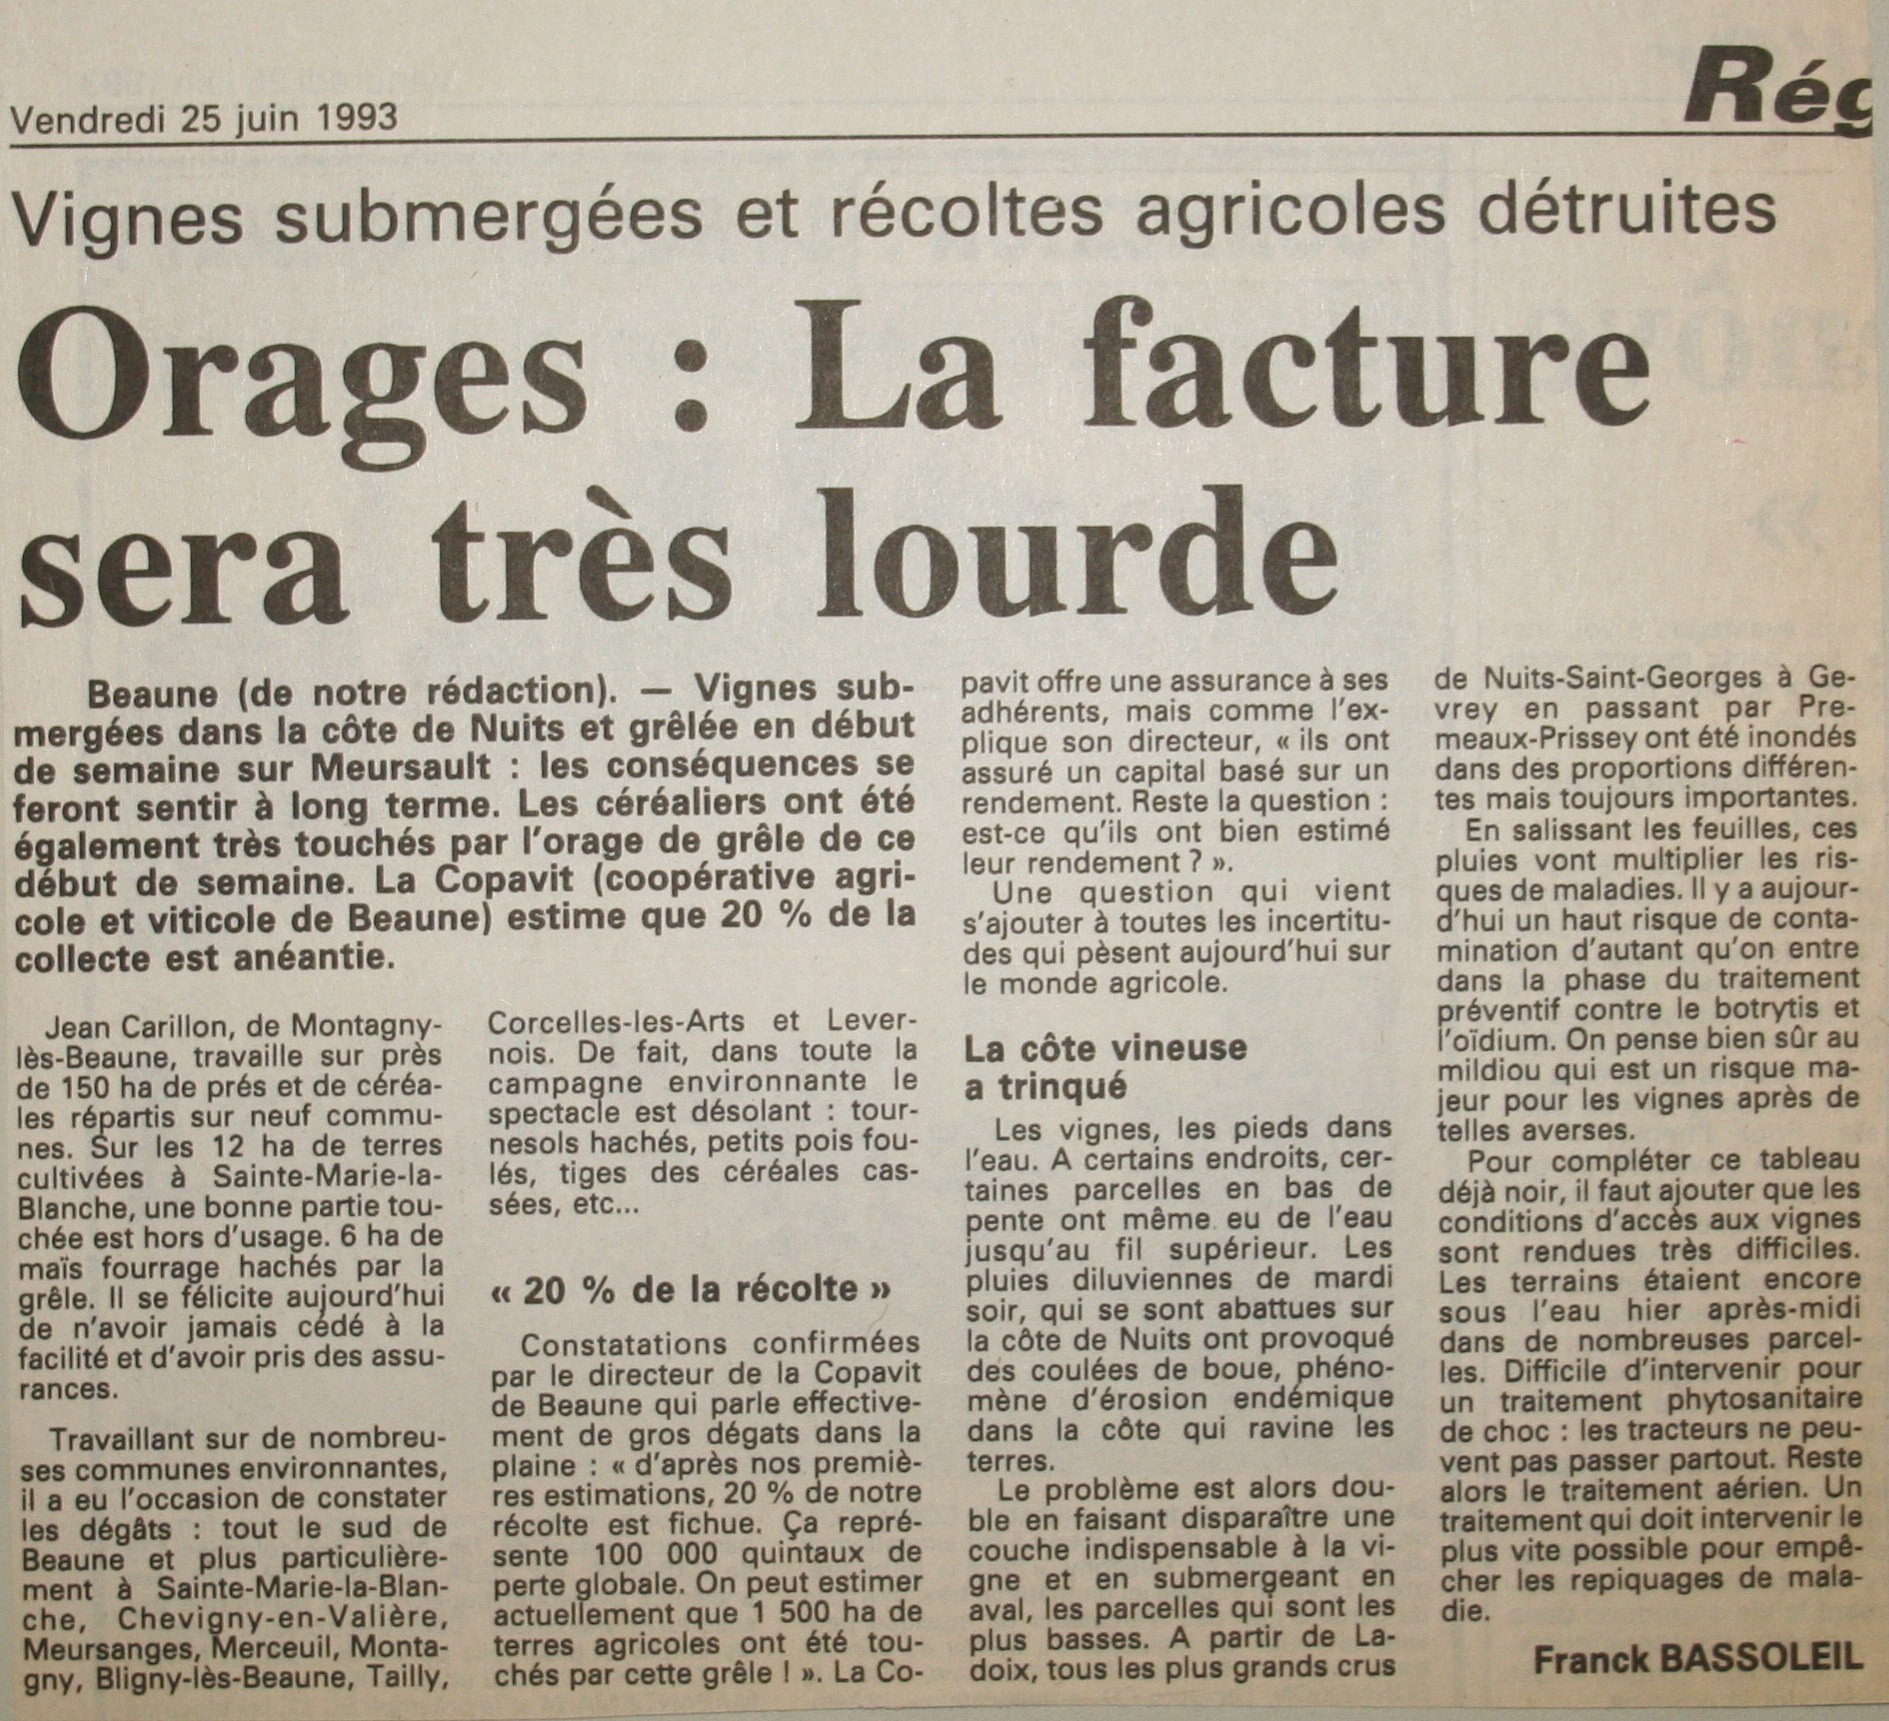 Rég
Vendredi 25 juin 1993
Vignes submergées et récoltes agricoles détruites
Orages : La facture
sera très lourde
Beaune (de notre rédaction). — Vignes sub-
mergées dans la côte de Nuits et grêlée en début
de semaine sur Meursault : les conséquences se
feront sentir à long terme. Les céréaliers ont été
également très touchés par l'orage de grêle de ce
début de semaine. La Copavit (coopérative agri-
cole et viticole de Beaune) estime que 20 % de la
collecte est anéantie.
Jean Carillon, de Montagny-
lès-Beaune, travaille sur près
de 150 ha de prés et de céréa-
les répartis sur neuf commu-
nes. Sur les 12 ha de terres
cultivées à Sainte-Marie-la-
Blanche, une bonne partie tou-
chée est hors d'usage. 6 ha de
maïs fourrage hachés par la
grêle. Il se félicite aujourd'hui
de n'avoir jamais cédé à la
facilité et d'avoir pris des assu-
rances.
Travaillant sur de nombreu-
ses communes environnantes,
il a eu l'occasion de constater
les dégâts : tout le sud de
Beaune et plus particulière-
ment à Sainte-Marie-la-Blan-
che, Chevigny-en-Valière,
Meursanges, Merceuil, Monta-
gny, Bligny-lès-Beaune, Tailly,
Corcelles-les-Arts et Lever-
nois. De fait, dans toute la
campagne environnante le
spectacle est désolant : tour-
nesols hachés, petits pois fou-
lés, tiges des céréales cas-
sées, etc...
« 20 % de la récolte »
Constatations confirmées
par le directeur de la Copavit
de Beaune qui parle effective-
ment de gros dégats dans la
plaine : « d'après nos premiè-
res estimations, 20 % de notre
récolte est fichue. Ça repré-
sente 100 000 quintaux de
perte globale. On peut estimer
actuellement que 1 500 ha de
terres agricoles ont été tou-
chés par cette grêle ! ». La Co-
pavit offre une assurance à ses
adhérents, mais comme l'ex-
plique son directeur, « ils ont
assuré un capital basé sur un
rendement. Reste la question :
est-ce qu'ils ont bien estimé
leur rendement ? ».
Une question qui vient
s'ajouter à toutes les incertitu-
des qui pèsent aujourd'hui sur
le monde agricole.
La côte vineuse
a trinqué
Les vignes, les pieds dans
l'eau. A certains endroits, cer-
taines parcelles en bas de
pente ont même eu de l'eau
jusqu'au fil supérieur. Les
pluies diluviennes de mardi
soir, qui se sont abattues sur
la côte de Nuits ont provoqué
des coulées de boue, phéno-
mène d'érosion endémique
dans la côte qui ravine les
terres.
Le problème est alors dou-
ble en faisant disparaître une
couche indispensable à la vi-
gne et en submergeant en
aval, les parcelles qui sont les
plus basses. A partir de La-
doix, tous les plus grands crus
de Nuits-Saint-Georges à Ge-
vrey en passant par Pre-
meaux-Prissey ont été inondés
dans des proportions différen-
tes mais toujours importantes.
En salissant les feuilles, ces
pluies vont multiplier les ris-
ques de maladies. Il y a aujour-
d'hui un haut risque de conta-
mination d'autant qu'on entre
dans la phase du traitement
préventif contre le botrytis et
l'oïdium. On pense bien sûr au
mildiou qui est un risque ma-
jeur pour les vignes après de
telles averses.
Pour compléter ce tableau
déjà noir, il faut ajouter que les
conditions d'accès aux vignes
sont rendues très difficiles.
Les terrains étaient encore
sous l'eau hier après-midi
dans de nombreuses parcel-
les. Difficile d'intervenir pour
un traitement phytosanitaire
de choc : les tracteurs ne peu-
vent pas passer partout. Reste
alors le traitement aérien. Un
traitement qui doit intervenir le
plus vite possible pour empê-
cher les repiquages de mala-
die.
Franck BASSOLEIL